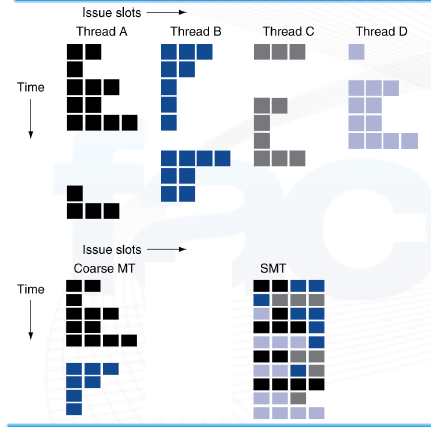 Issue slots
Thread A Thread B Thread C Thread D
Time
Issue slots
Coarse MT SMT
Time